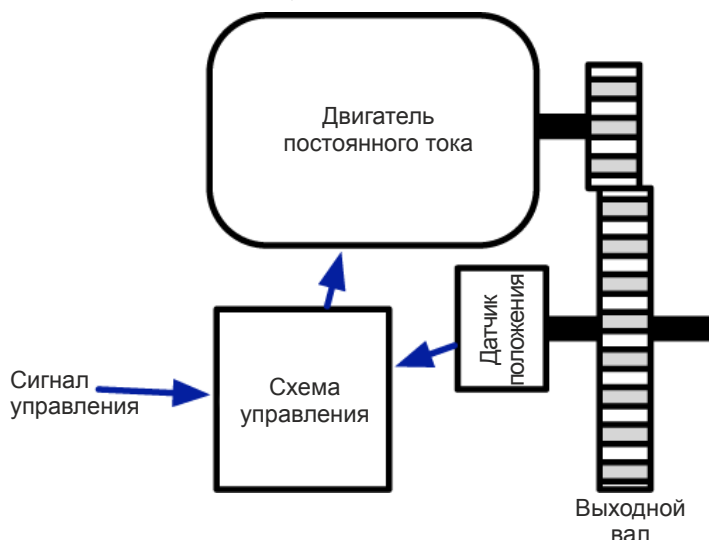 Двигатель
постоянного тока
Датчик
положения
Сигнал
управления
Схема
управления
Выходной
вал